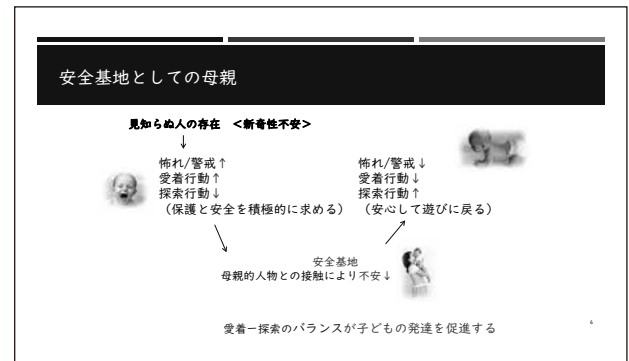 安全基地としての母親
見知らぬ人の存在 <新奇性不安>
↓
怖れ/警戒↑
愛着行動↑
探索行動↓
(保護と安全を積極的に求める)
怖れ/警戒↓
愛着行動↓
探索行動↑
(安心して遊びに戻る)
安全基地
母親的人物との接触により不安↓
愛着ー探索のバランスが子どもの発達を促進する